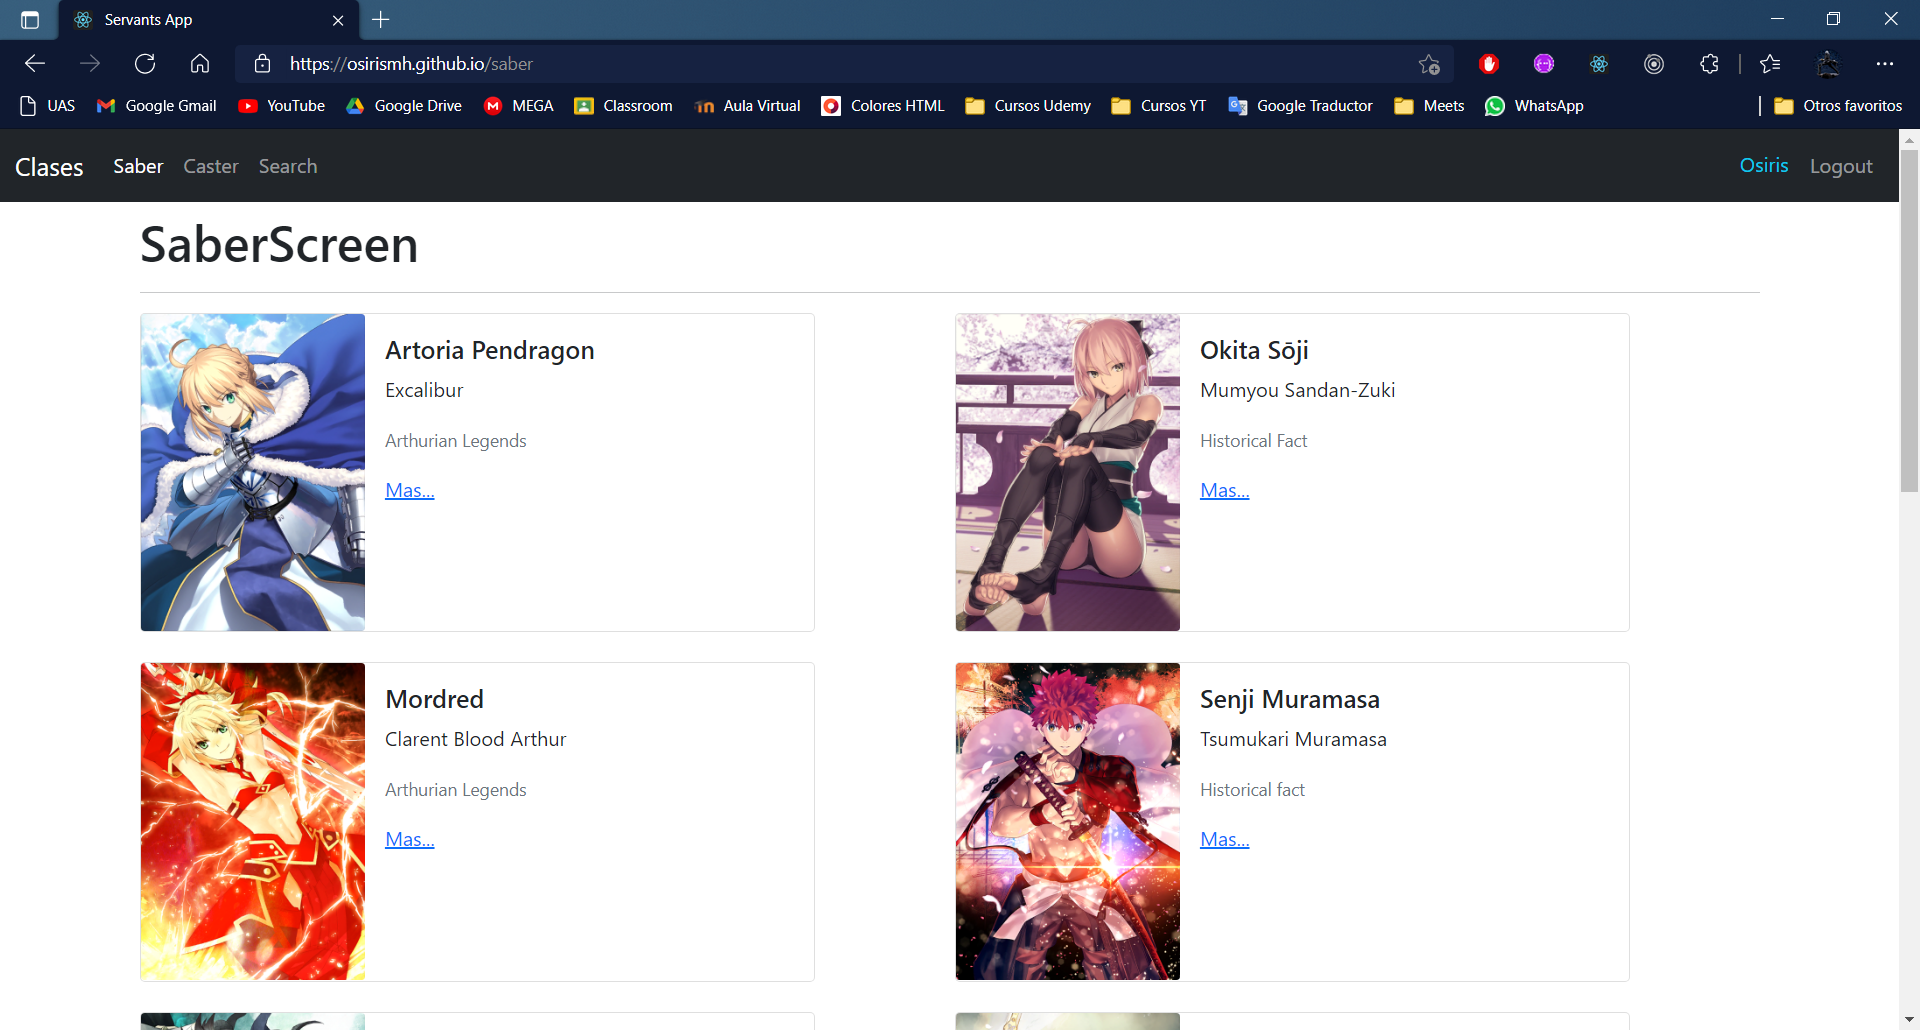 Servants App
https://osirismh.github.io/saber
UAS Google Gmail YouTube Google Drive MEGA Classroom Aula Virtual Colores HTML Cursos Udemy Cursos YT Google Traductor Meets WhatsApp Otros favoritos
Clases Saber Caster Search Osiris Logout
SaberScreen
Artoria Pendragon
Excalibur
Arthurian Legends
Mas...
Okita Sōji
Mumyou Sandan-Zuki
Historical Fact
Mas...
Mordred
Clarent Blood Arthur
Arthurian Legends
Mas...
Senji Muramasa
Tsumukari Muramasa
Historical fact
Mas...